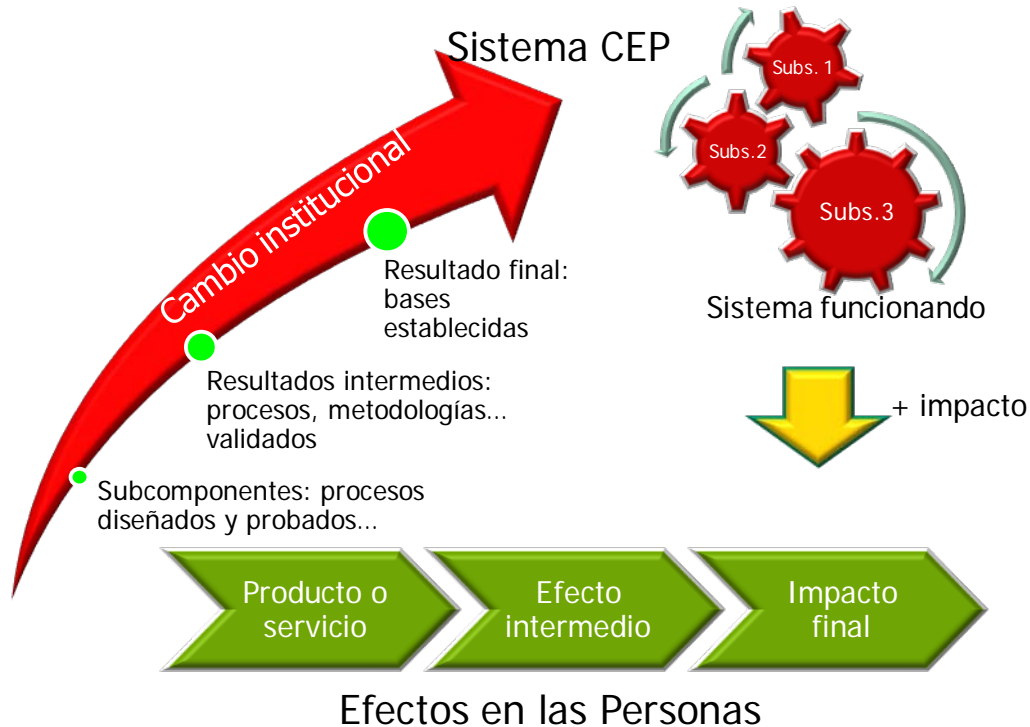 Sistema CEP
Subs. 1
Subs.2
Subs.3
Sistema funcionando
Cambio institucional
Resultado final:
bases
establecidas
Resultados intermedios:
procesos, metodologías...
validados
Subcomponentes: procesos
diseñados y probados...
+ impacto
Producto o
servicio
Efecto
intermedio
Impacto
final
Efectos en las Personas